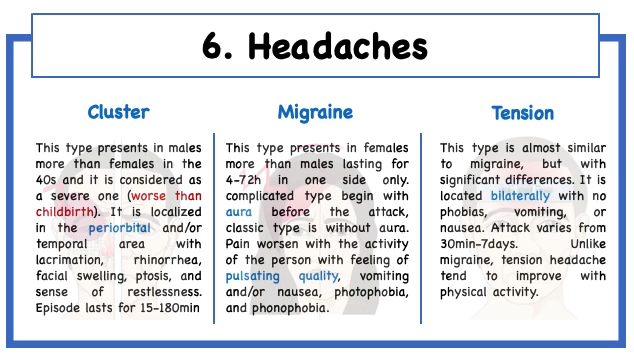 6. Headaches
Cluster
This type presents in males
more than females in the
40s and it is considered as
a severe one (worse than
childbirth). It is localized
in the periorbital and/or
temporal area with
lacrimation, rhinorrhea,
facial swelling, ptosis, and
sense of restlessness.
Episode lasts for 15-180min
Migraine
This type presents in females
more than males lasting for
4-72h in one side only.
complicated type begin with
aura before the attack,
classic type is without aura.
Pain worsen with the activity
of the person with feeling of
pulsating quality, vomiting
and/or nausea, photophobia,
and phonophobia.
Tension
This type is almost similar
to migraine, but with
significant differences. It is
located bilaterally with no
phobias, vomiting, or
nausea. Attack varies from
30min-7days. Unlike
migraine, tension headache
tend to improve with
physical activity.